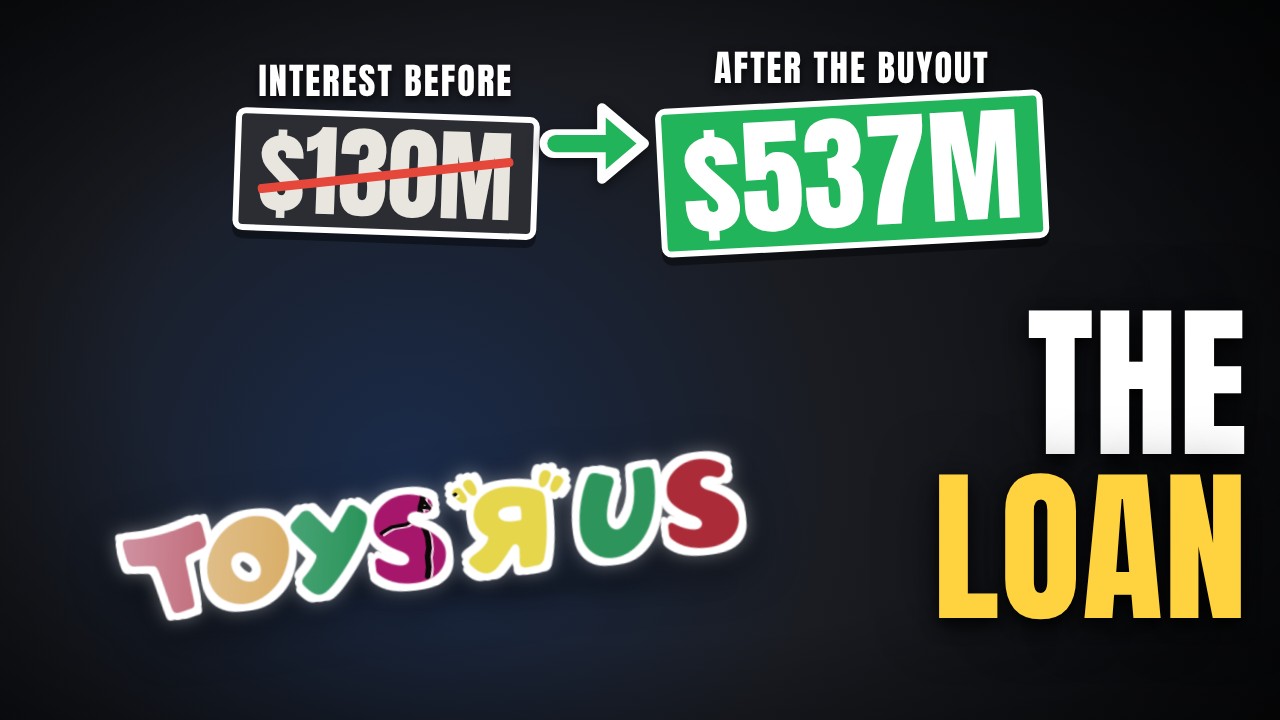 INTEREST BEFORE
$130M
AFTER THE BUYOUT
$537M
THE
LOAN
TOYS "R" US